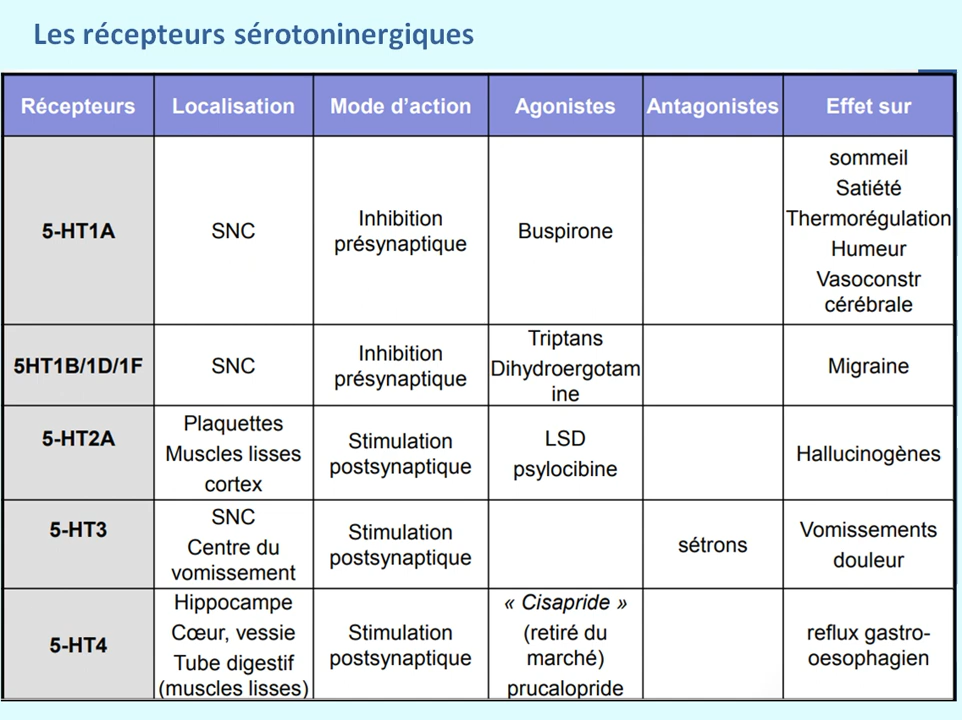 Les récepteurs sérotoninergiques
Récepteurs
Localisation
Mode d'action
Agonistes
Antagonistes
Effet sur
5-HT1A
SNC
Inhibition
présynaptique
Buspirone
sommeil
Satiété
Thermorégulation
Humeur
Vasoconstr
cérébrale
5HT1B/1D/1F
SNC
Inhibition
présynaptique
Triptans
Dihydroergotam
ine
Migraine
5-HT2A
Plaquettes
Muscles lisses
cortex
Stimulation
postsynaptique
LSD
psylocibine
Hallucinogènes
5-HT3
SNC
Centre du
vomissement
Stimulation
postsynaptique
sétrons
Vomissements
douleur
5-HT4
Hippocampe
Cœur, vessie
Tube digestif
(muscles lisses)
Stimulation
postsynaptique
« Cisapride »
(retiré du
marché)
prucalopride
reflux gastro-
oesophagien